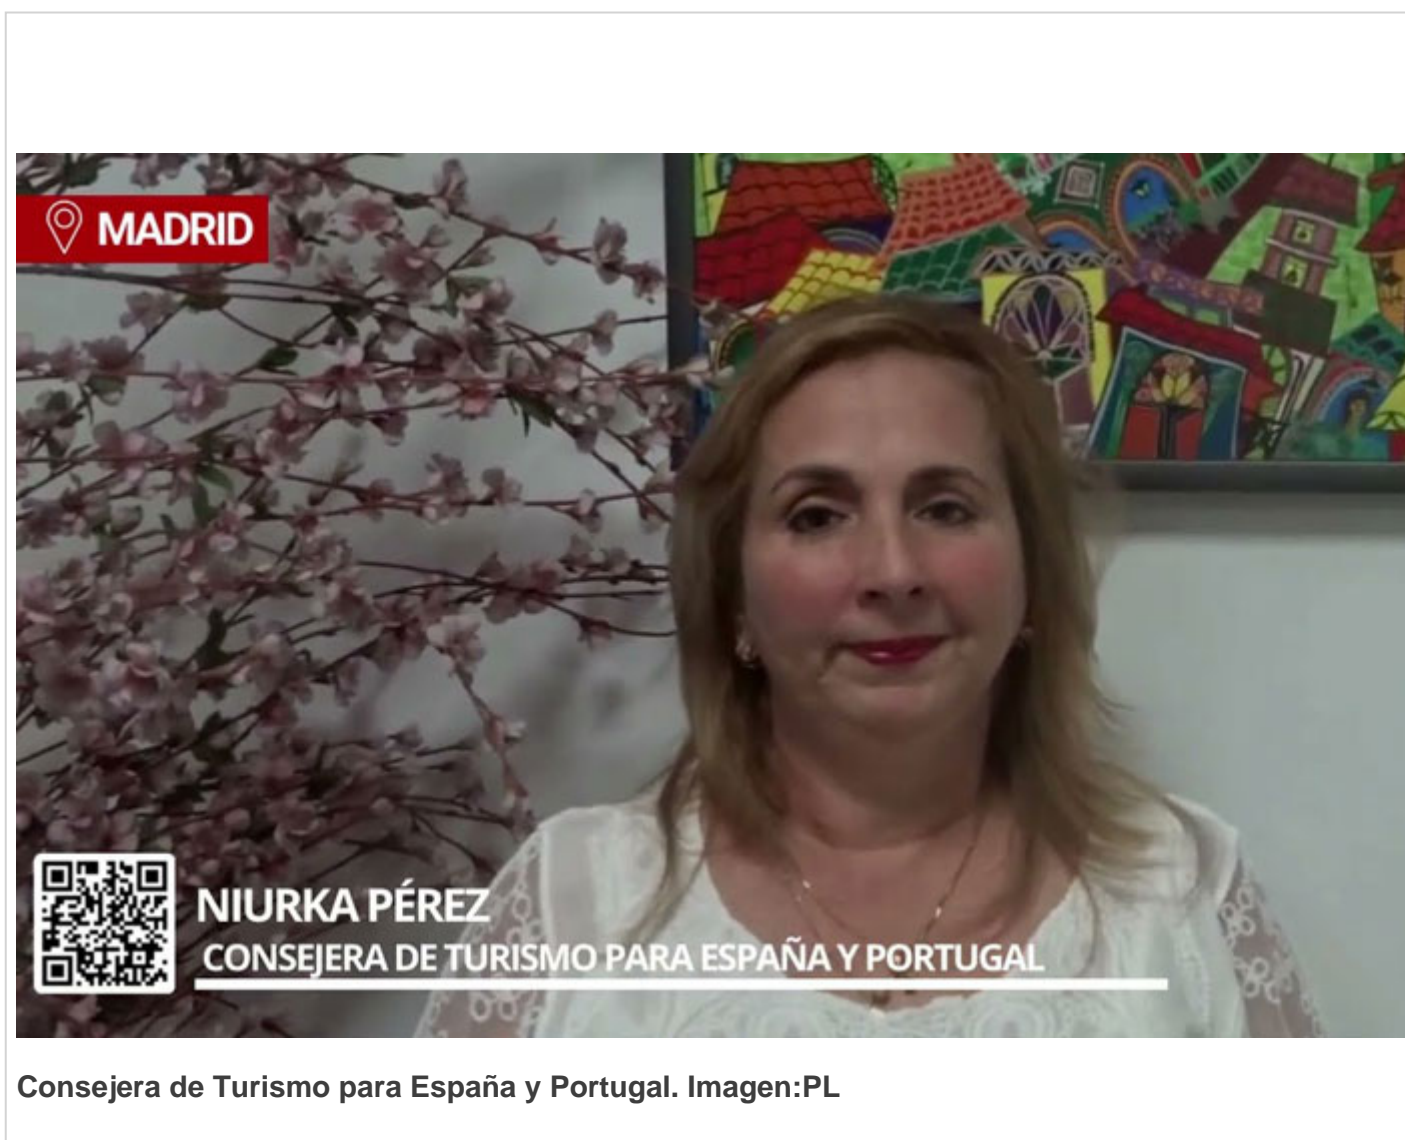 MADRID
NIURKA PÉREZ
CONSEJERA DE TURISMO PARA ESPAÑA Y PORTUGAL
Consejera de Turismo para España y Portugal. Imagen:PL